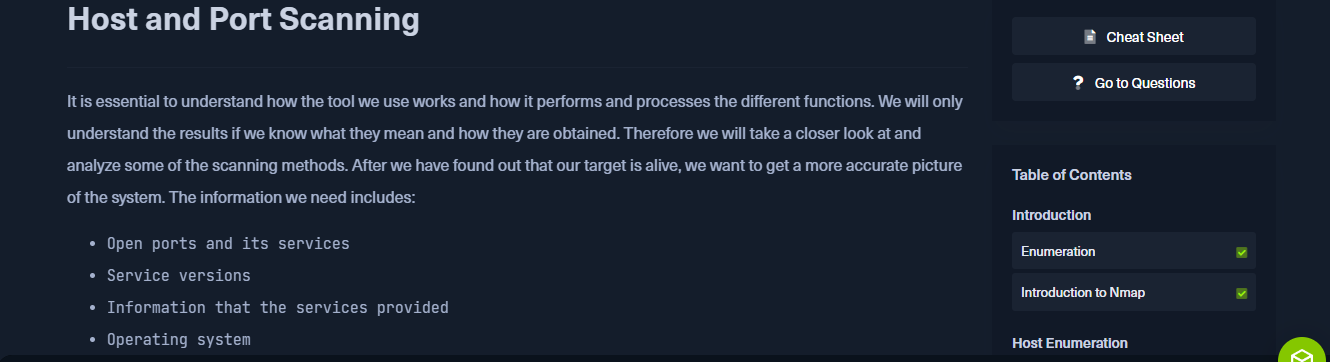 Host and Port Scanning
It is essential to understand how the tool we use works and how it performs and processes the different functions. We will only
understand the results if we know what they mean and how they are obtained. Therefore we will take a closer look at and
analyze some of the scanning methods. After we have found out that our target is alive, we want to get a more accurate picture
of the system. The information we need includes:
• Open ports and its services
• Service versions
• Information that the services provided
• Operating system
Cheat Sheet
? Go to Questions
Table of Contents
Introduction
Enumeration
Introduction to Nmap
Host Enumeration